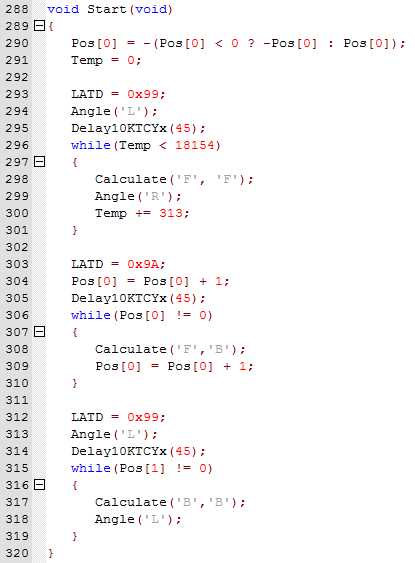 288 void Start(void)
289 {
290 Pos[0] = -(Pos[0] < 0 ? -Pos[0] : Pos[0]);
291 Temp = 0;
292
293 LATD = 0x99;
294 Angle('L');
295 Delay10KTCYx(45);
296 while(Temp < 18154)
297 {
298 Calculate('F', 'F');
299 Angle('R');
300 Temp += 313;
301 }
302
303 LATD = 0x9A;
304 Pos[0] = Pos[0] + 1;
305 Delay10KTCYx(45);
306 while(Pos[0] != 0)
307 {
308 Calculate('F','B');
309 Pos[0] = Pos[0] + 1;
310 }
311
312 LATD = 0x99;
313 Angle('L');
314 Delay10KTCYx(45);
315 while(Pos[1] != 0)
316 {
317 Calculate('B','B');
318 Angle('L');
319 }
320 }